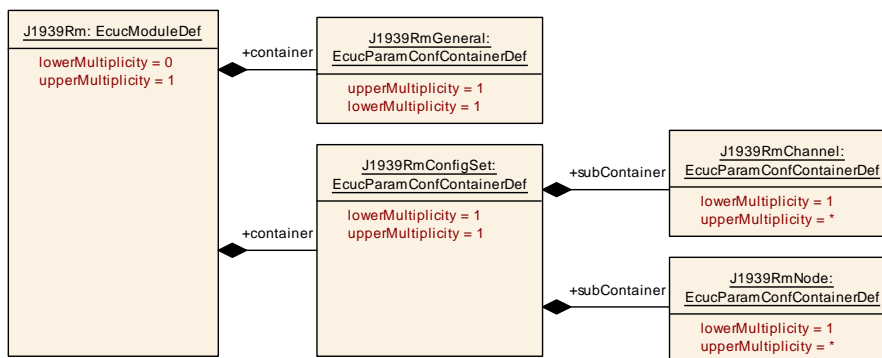 J1939Rm: EcucModuleDef
lowerMultiplicity = 0
upperMultiplicity = 1
+container
J1939RmGeneral:
EcucParamConfContainerDef
upperMultiplicity = 1
lowerMultiplicity = 1
+container
J1939RmConfigSet:
EcucParamConfContainerDef
lowerMultiplicity = 1
upperMultiplicity = 1
+subContainer
J1939RmChannel:
EcucParamConfContainerDef
lowerMultiplicity = 1
upperMultiplicity = *
+subContainer
J1939RmNode:
EcucParamConfContainerDef
lowerMultiplicity = 1
upperMultiplicity = *